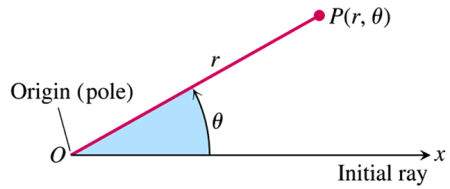 P(r, θ)
r
Origin (pole)
θ
O
x
Initial ray